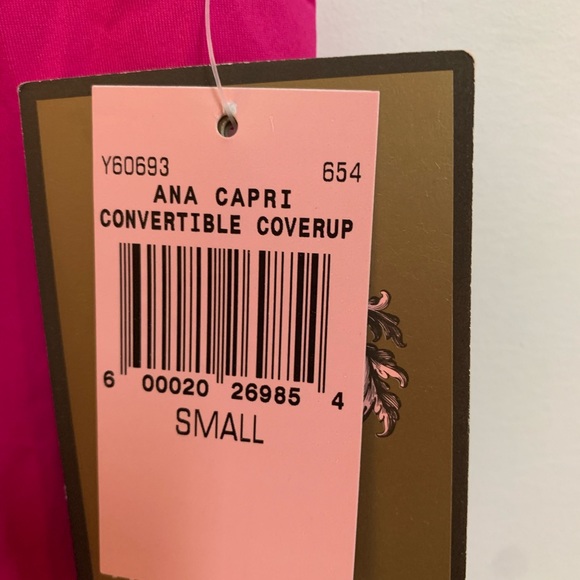 Y60693 654
ANA CAPRI
CONVERTIBLE COVERUP
6 00020 26985 4
SMALL